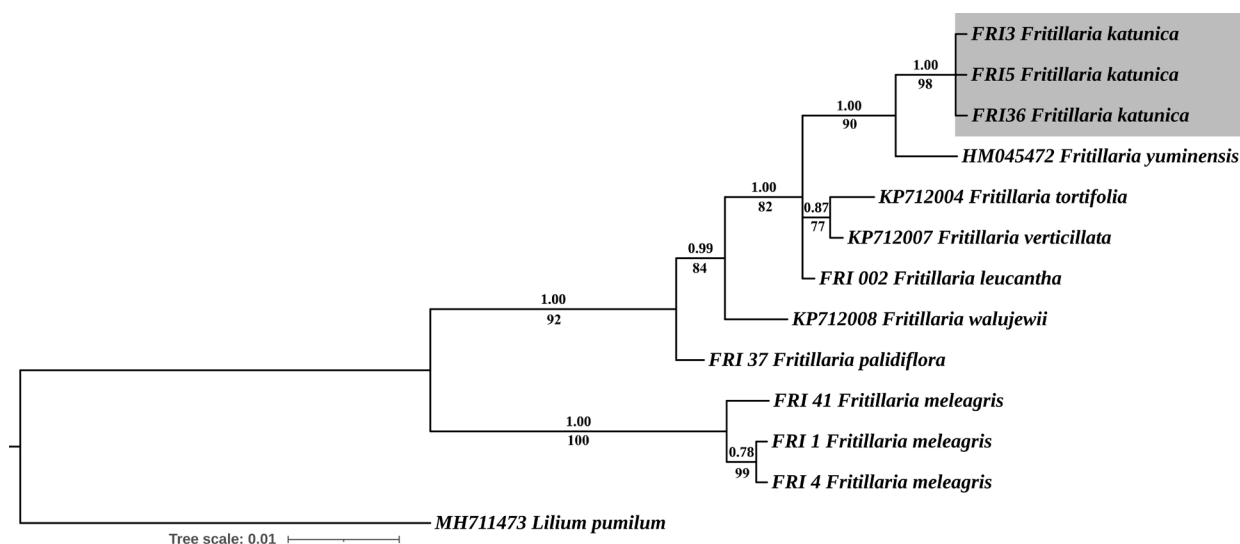 FRI3 Fritillaria katunica
1.00
FRI5 Fritillaria katunica
98
1.00
FRI36 Fritillaria katunica
90
HM045472 Fritillaria yuminensis
1.00
KP712004 Fritillaria tortifolia
82
0.87
77
KP712007 Fritillaria verticillata
0.99
84
FRI 002 Fritillaria leucantha
1.00
92
KP712008 Fritillaria walujewii
FRI 37 Fritillaria palidiflora
FRI 41 Fritillaria meleagris
1.00
100
FRI 1 Fritillaria meleagris
0.78
99
FRI 4 Fritillaria meleagris
MH711473 Lilium pumilum
Tree scale: 0.01